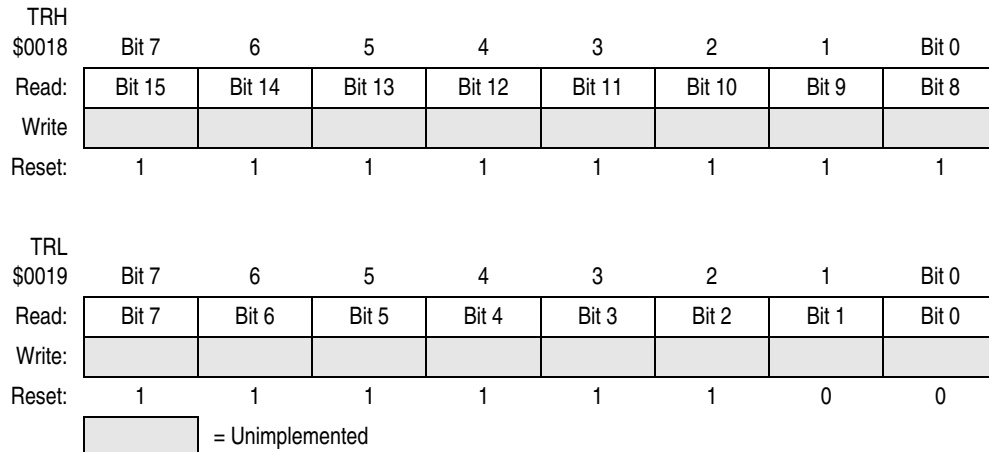 TRH
$0018 Bit 7 6 5 4 3 2 1 Bit 0
Read: Bit 15 Bit 14 Bit 13 Bit 12 Bit 11 Bit 10 Bit 9 Bit 8
Write
Reset: 1 1 1 1 1 1 1 1
TRL
$0019 Bit 7 6 5 4 3 2 1 Bit 0
Read: Bit 7 Bit 6 Bit 5 Bit 4 Bit 3 Bit 2 Bit 1 Bit 0
Write:
Reset: 1 1 1 1 1 1 0 0
= Unimplemented